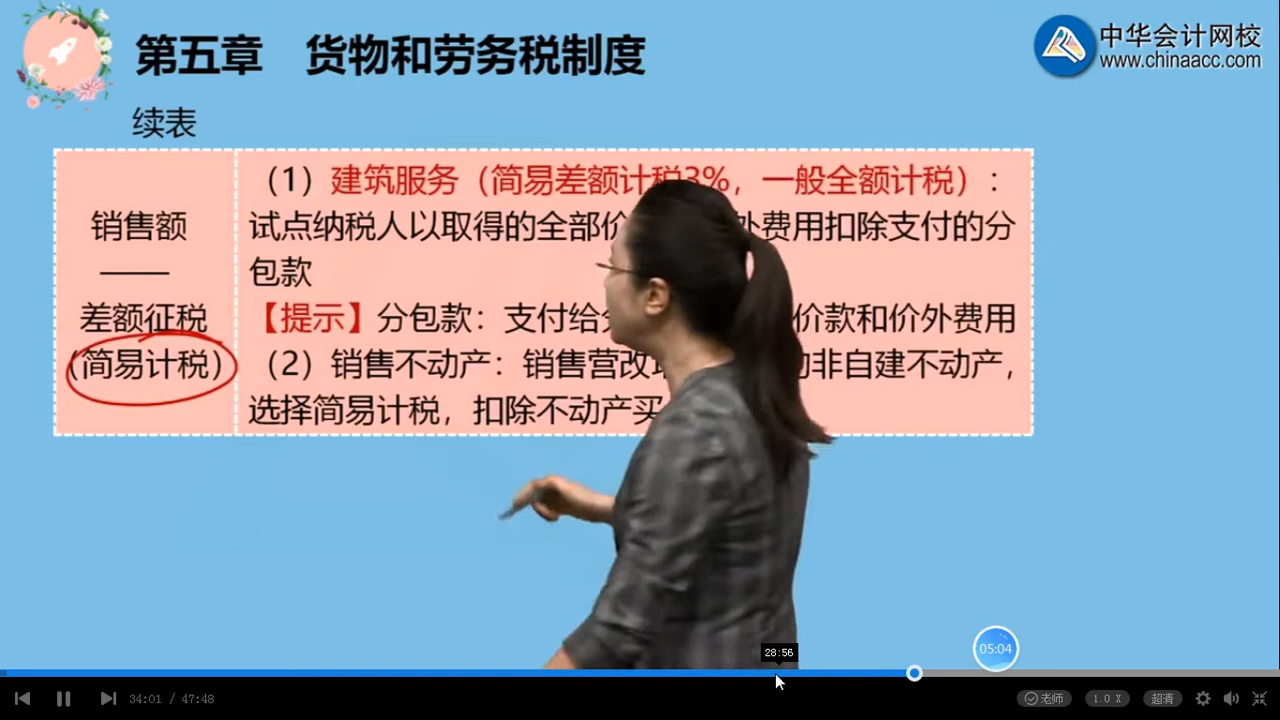 第五章 货物和劳务税制度
中华会计网校
www.chinaacc.com
续表
销售额
——
差额征税
（简易计税）
（1）建筑服务（简易差额计税3%，一般全额计税）：
试点纳税人以取得的全部价 外费用扣除支付的分
包款
【提示】分包款：支付给 价款和价外费用
（2）销售不动产：销售营改 非自建不动产，
选择简易计税，扣除不动产买
28:56
05:04
34:01 / 47:48
老师
1.0 X
超清